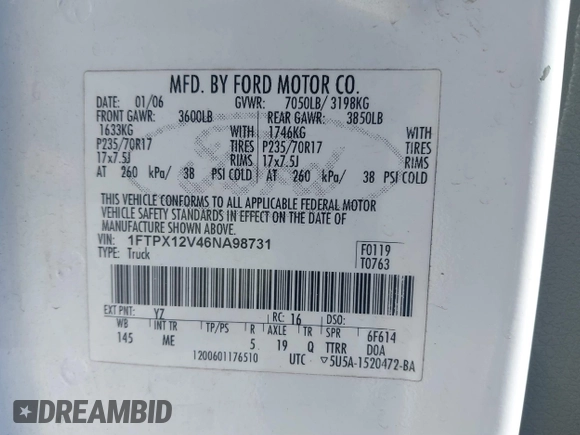 MFD. BY FORD MOTOR CO.
DATE: 01/06 GVWR: 7050LB/ 3198KG
FRONT GAWR: 3600LB REAR GAWR: 3850LB
1633KG WITH 1746KG WITH
P235/70R17 TIRES P235/70R17 TIRES
17x7.5J RIMS 17x7.5J RIMS
AT 260 kPa/ 38 PSI COLD AT 260 kPa/ 38 PSI COLD
THIS VEHICLE CONFORMS TO ALL APPLICABLE FEDERAL MOTOR
VEHICLE SAFETY STANDARDS IN EFFECT ON THE DATE OF
MANUFACTURE SHOWN ABOVE.
VIN: 1FTPX12V46NA98731 F0119
TYPE: Truck T0763
EXT PNT: YZ RC: 16 DSO:
WB INT TR TP/PS R AXLE TR SPR 6F614
145 ME 5 19 Q TTRR DOA
1200601176510 UTC ▽5U5A-1520472-BA
DREAMBID